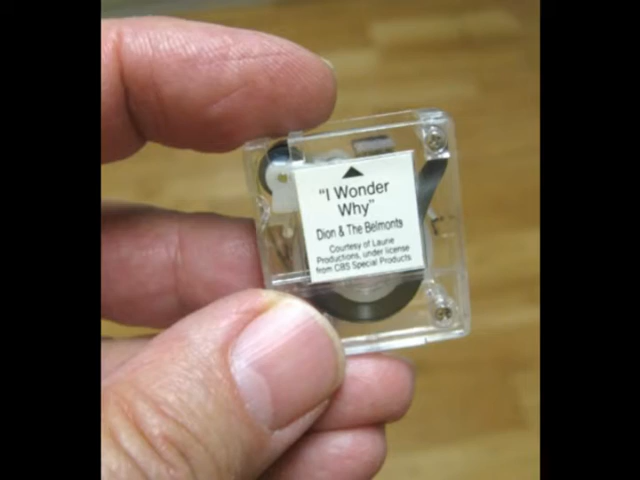 "I Wonder
Why"
Dion & The Belmonts
Courtesy of Laurie
Productions, under license
from CBS Special Products